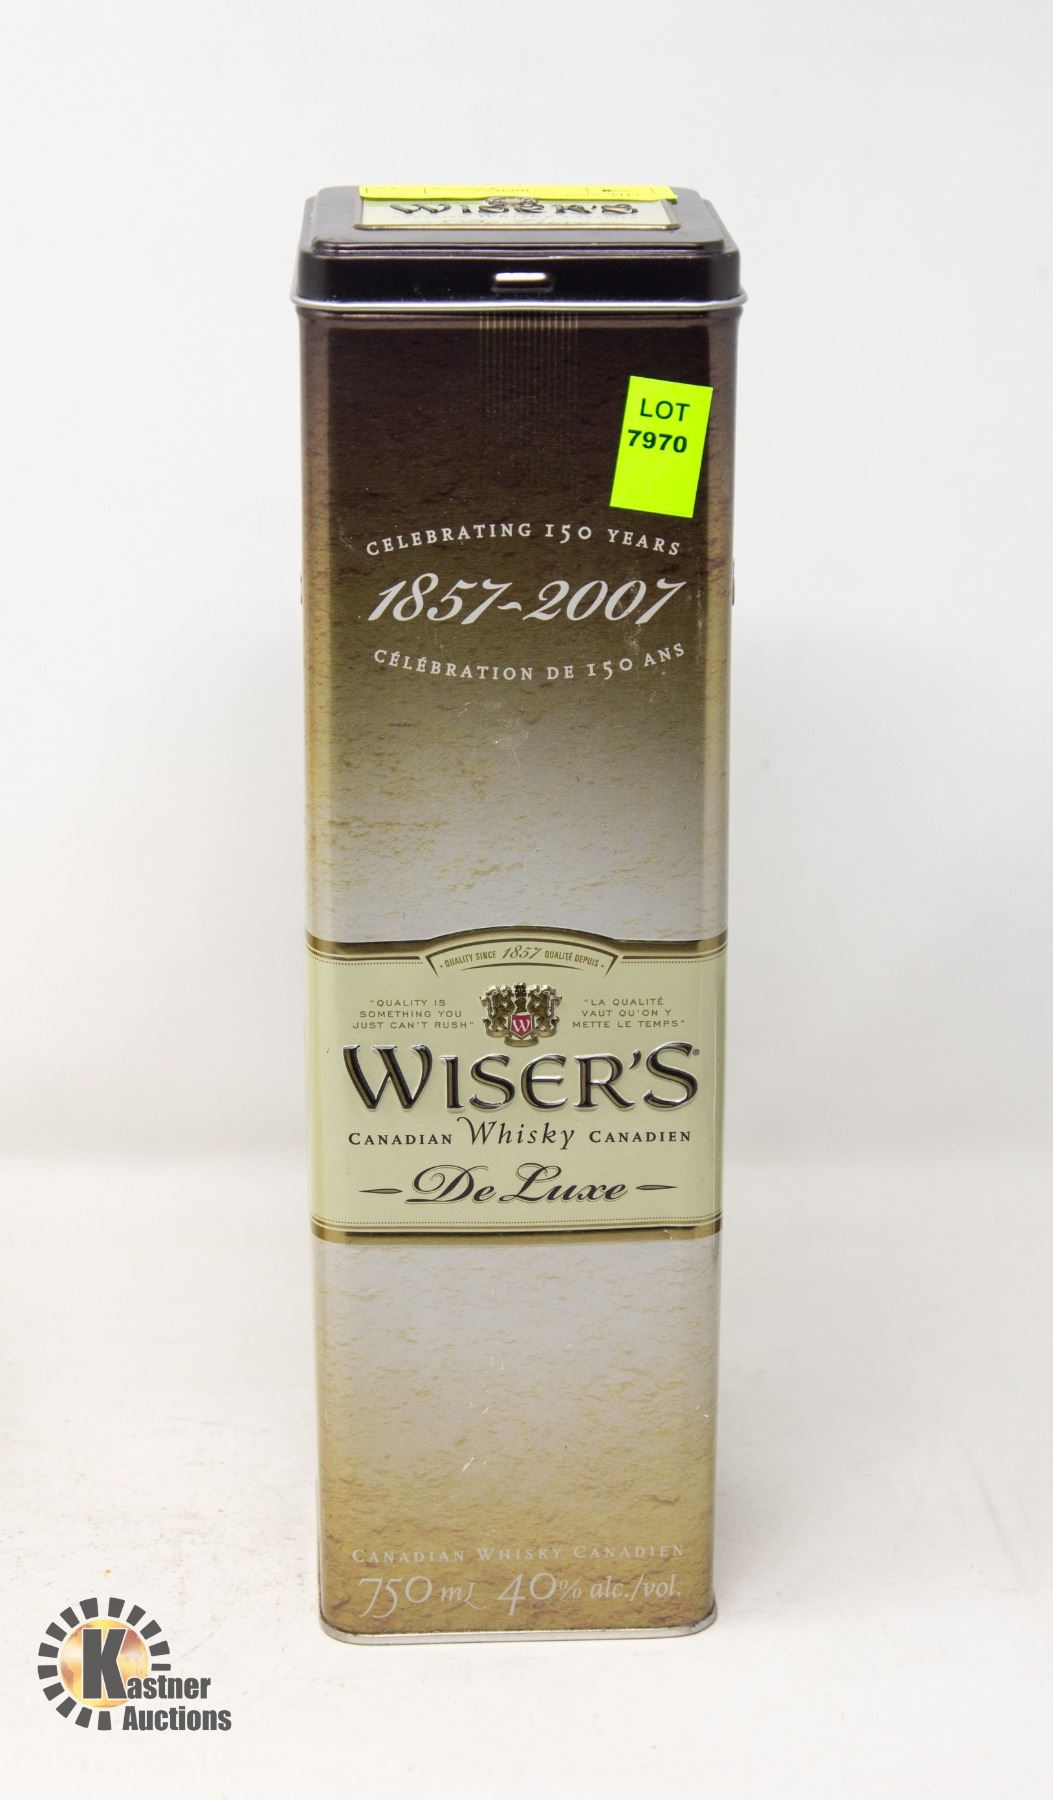 WISER'S
LOT
7970
CELEBRATING 150 YEARS
1857~2007
CÉLÉBRATION DE 150 ANS
· QUALITY SINCE 1857 QUALITÉ DEPUIS ·
"QUALITY IS
SOMETHING YOU
JUST CAN'T RUSH"
"LA QUALITÉ
VAUT QU'ON Y
METTE LE TEMPS"
W
WISER'S®
CANADIAN Whisky CANADIEN
– De Luxe –
CANADIAN WHISKY CANADIEN
750 mL 40% alc./vol.
Kastner
Auctions